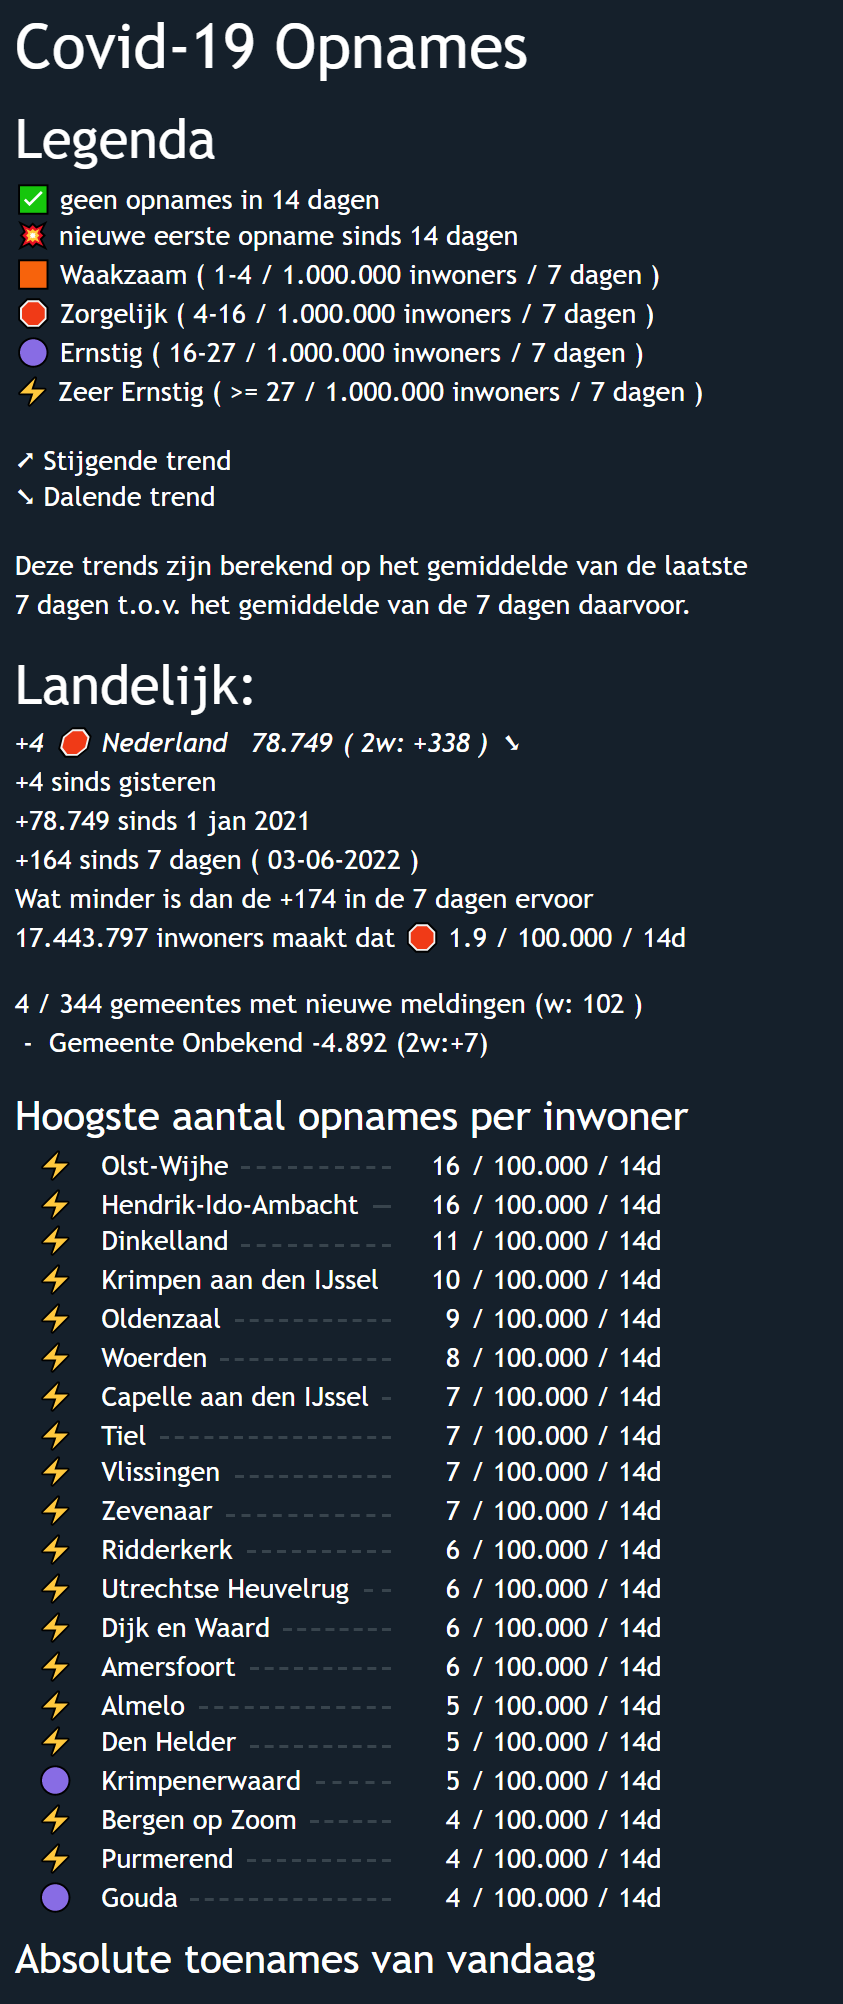 Covid-19 Opnames
Legenda
✅ geen opnames in 14 dagen
💥 nieuwe eerste opname sinds 14 dagen
🟧 Waakzaam ( 1-4 / 1.000.000 inwoners / 7 dagen )
🛑 Zorgelijk ( 4-16 / 1.000.000 inwoners / 7 dagen )
🟣 Ernstig ( 16-27 / 1.000.000 inwoners / 7 dagen )
⚡ Zeer Ernstig ( >= 27 / 1.000.000 inwoners / 7 dagen )
➚ Stijgende trend
➘ Dalende trend
Deze trends zijn berekend op het gemiddelde van de laatste
7 dagen t.o.v. het gemiddelde van de 7 dagen daarvoor.
Landelijk:
+4 🛑 Nederland 78.749 ( 2w: +338 ) ➘
+4 sinds gisteren
+78.749 sinds 1 jan 2021
+164 sinds 7 dagen ( 03-06-2022 )
Wat minder is dan de +174 in de 7 dagen ervoor
17.443.797 inwoners maakt dat 🛑 1.9 / 100.000 / 14d
4 / 344 gemeentes met nieuwe meldingen (w: 102 )
- Gemeente Onbekend -4.892 (2w:+7)
Hoogste aantal opnames per inwoner
⚡ Olst-Wijhe ----------- 16 / 100.000 / 14d
⚡ Hendrik-Ido-Ambacht — 16 / 100.000 / 14d
⚡ Dinkelland ----------- 11 / 100.000 / 14d
⚡ Krimpen aan den IJssel 10 / 100.000 / 14d
⚡ Oldenzaal ----------- 9 / 100.000 / 14d
⚡ Woerden ------------ 8 / 100.000 / 14d
⚡ Capelle aan den IJssel - 7 / 100.000 / 14d
⚡ Tiel ---------------- 7 / 100.000 / 14d
⚡ Vlissingen ----------- 7 / 100.000 / 14d
⚡ Zevenaar ------------ 7 / 100.000 / 14d
⚡ Ridderkerk ---------- 6 / 100.000 / 14d
⚡ Utrechtse Heuvelrug -- 6 / 100.000 / 14d
⚡ Dijk en Waard ------- 6 / 100.000 / 14d
⚡ Amersfoort ---------- 6 / 100.000 / 14d
⚡ Almelo ------------- 5 / 100.000 / 14d
⚡ Den Helder ---------- 5 / 100.000 / 14d
🟣 Krimpenerwaard ----- 5 / 100.000 / 14d
⚡ Bergen op Zoom ------ 4 / 100.000 / 14d
⚡ Purmerend ---------- 4 / 100.000 / 14d
🟣 Gouda -------------- 4 / 100.000 / 14d
Absolute toenames van vandaag